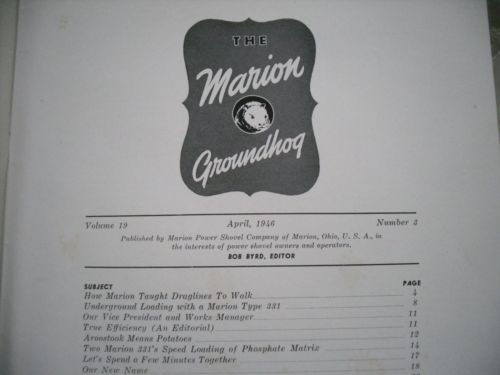 THE
Marion
Groundhog
Volume 19 April, 1946 Number 2
Published by Marion Power Shovel Company of Marion, Ohio, U. S. A., in
the interests of power shovel owners and operators.
BOB BYRD, EDITOR
SUBJECT PAGE
How Marion Taught Draglines To Walk 4
Underground Loading with a Marion Type 331 8
Our Vice President and Works Manager 11
True Efficiency (An Editorial) 11
Aroostook Means Potatoes 12
Two Marion 331's Speed Loading of Phosphate Matrix 14
Let's Spend a Few Minutes Together 17
Our New Name 18